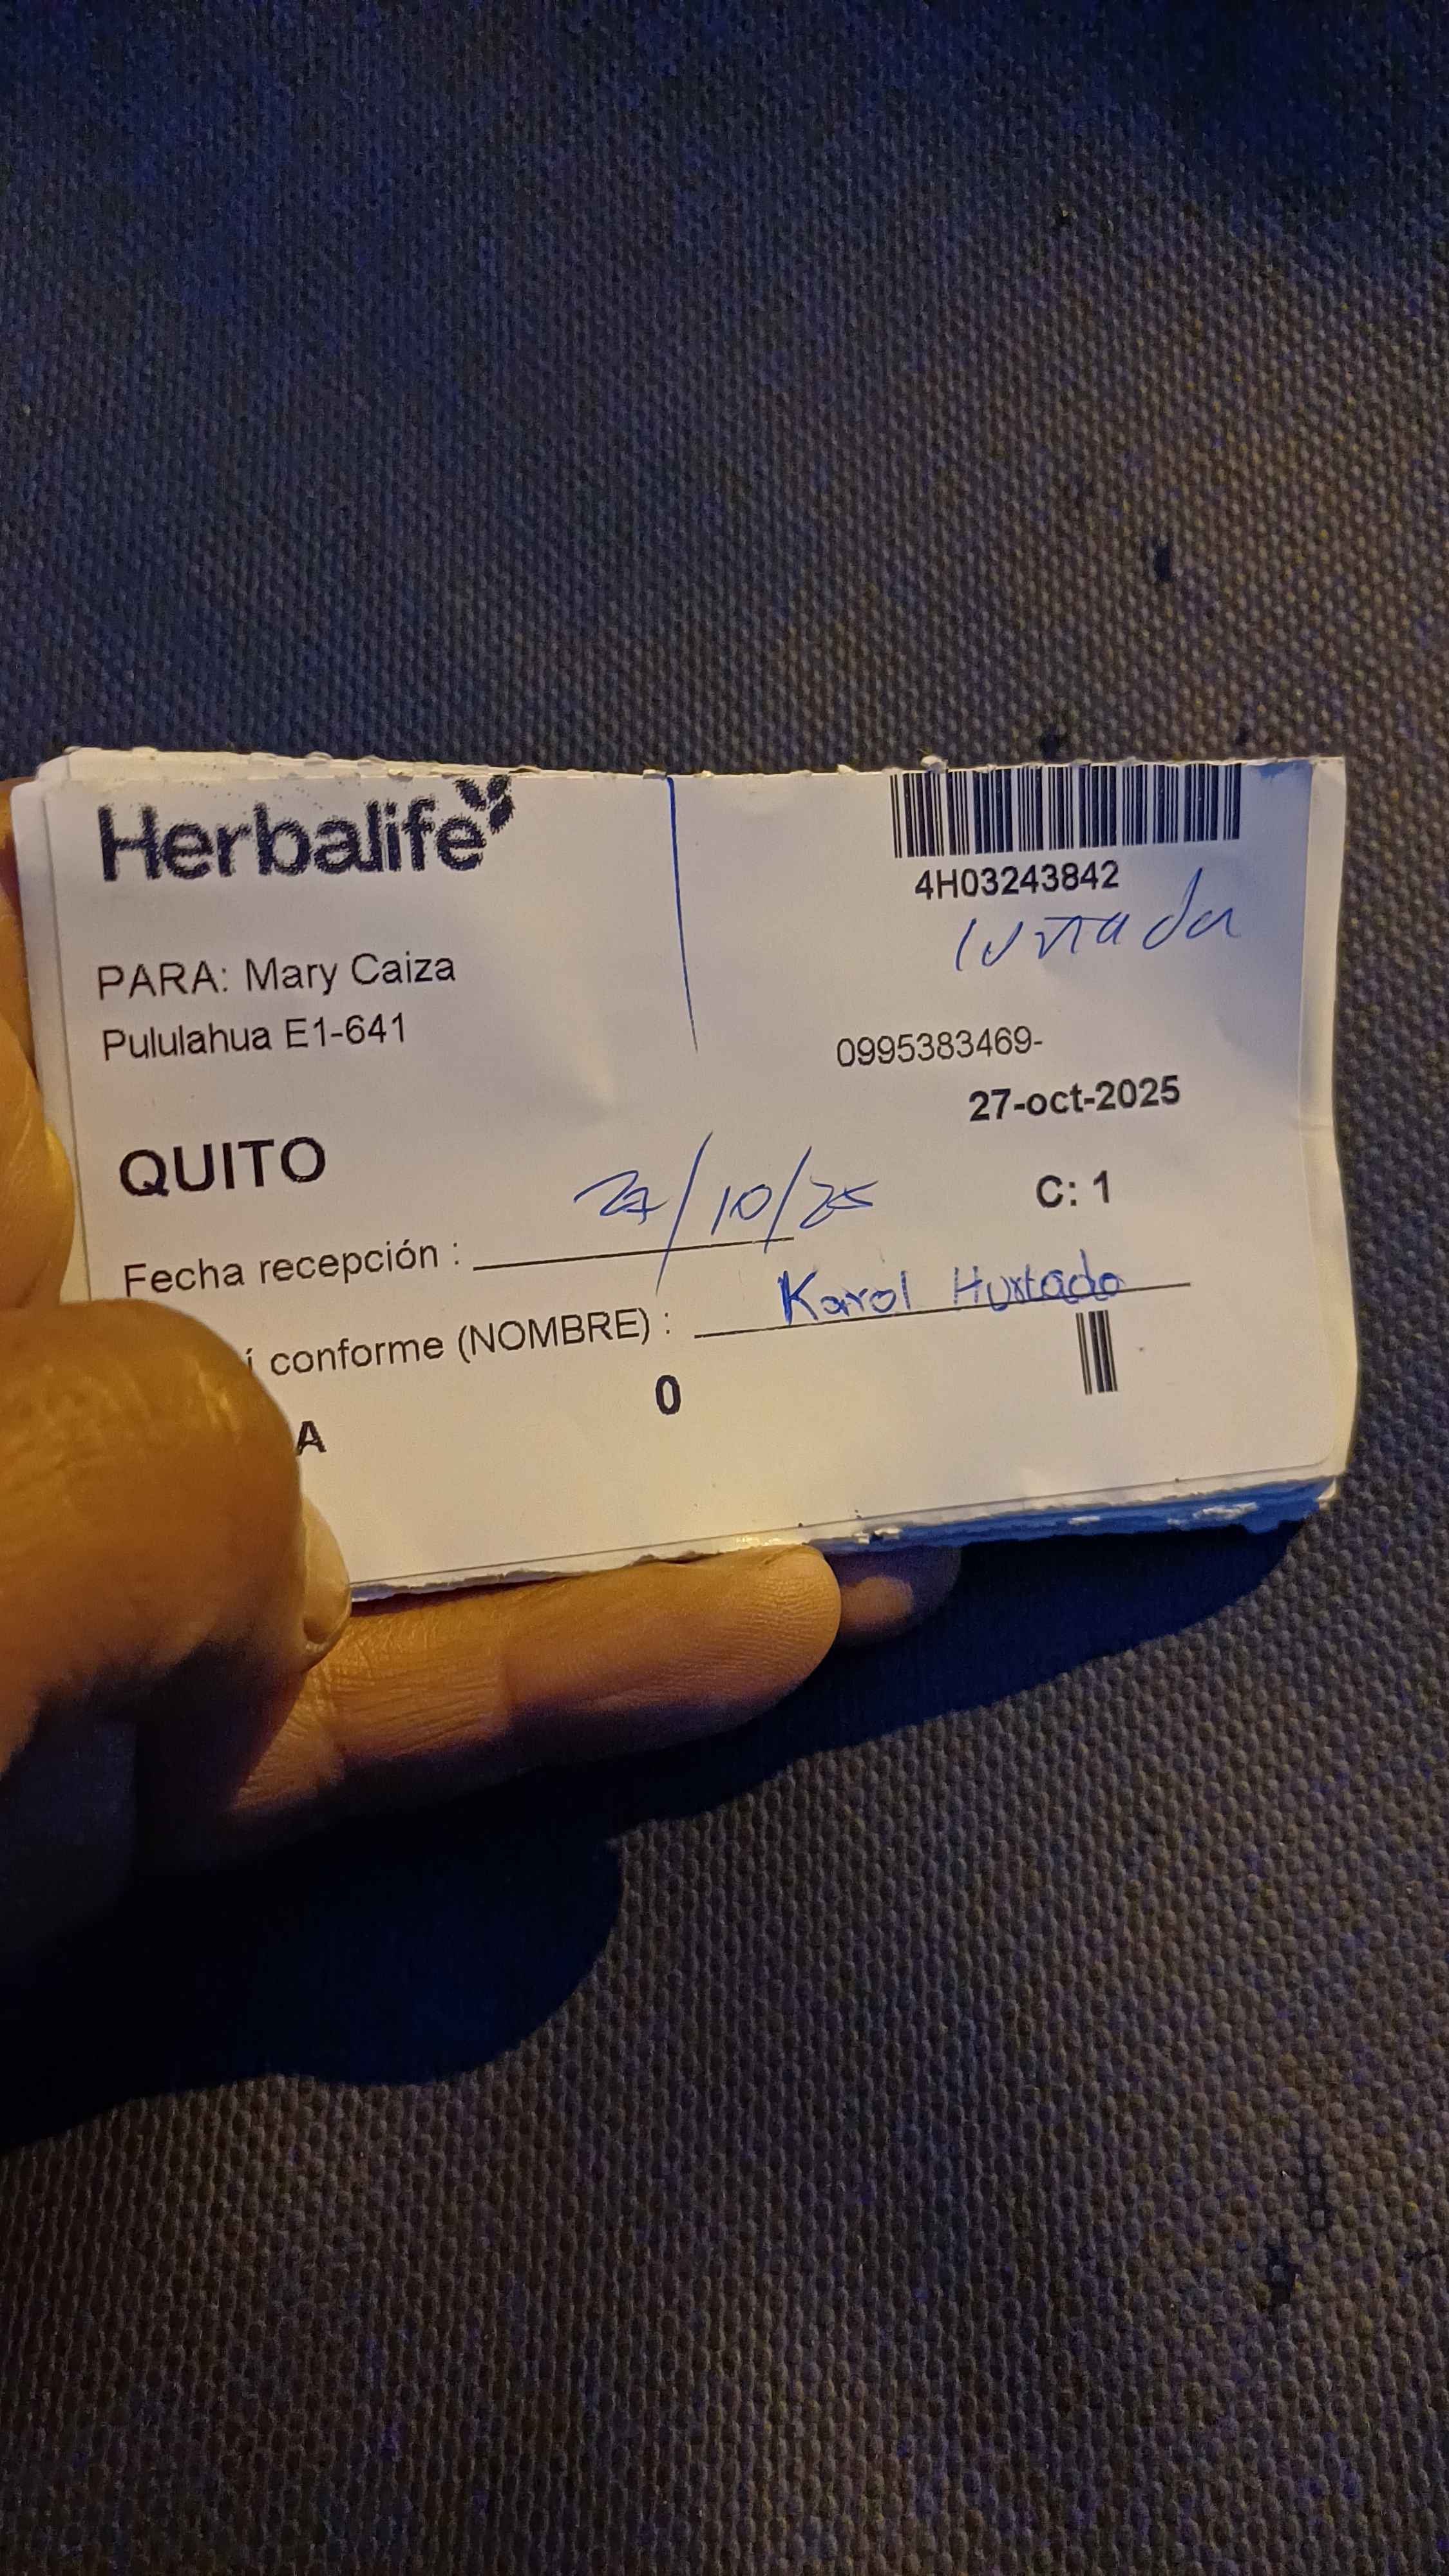 Herbalife
4H03243842
PARA: Mary Caiza
Pululahua E1-641
0995383469-
27-oct-2025
QUITO
C: 1
Fecha recepción : 27/10/25
í conforme (NOMBRE) : Karol Hurtado
A 0